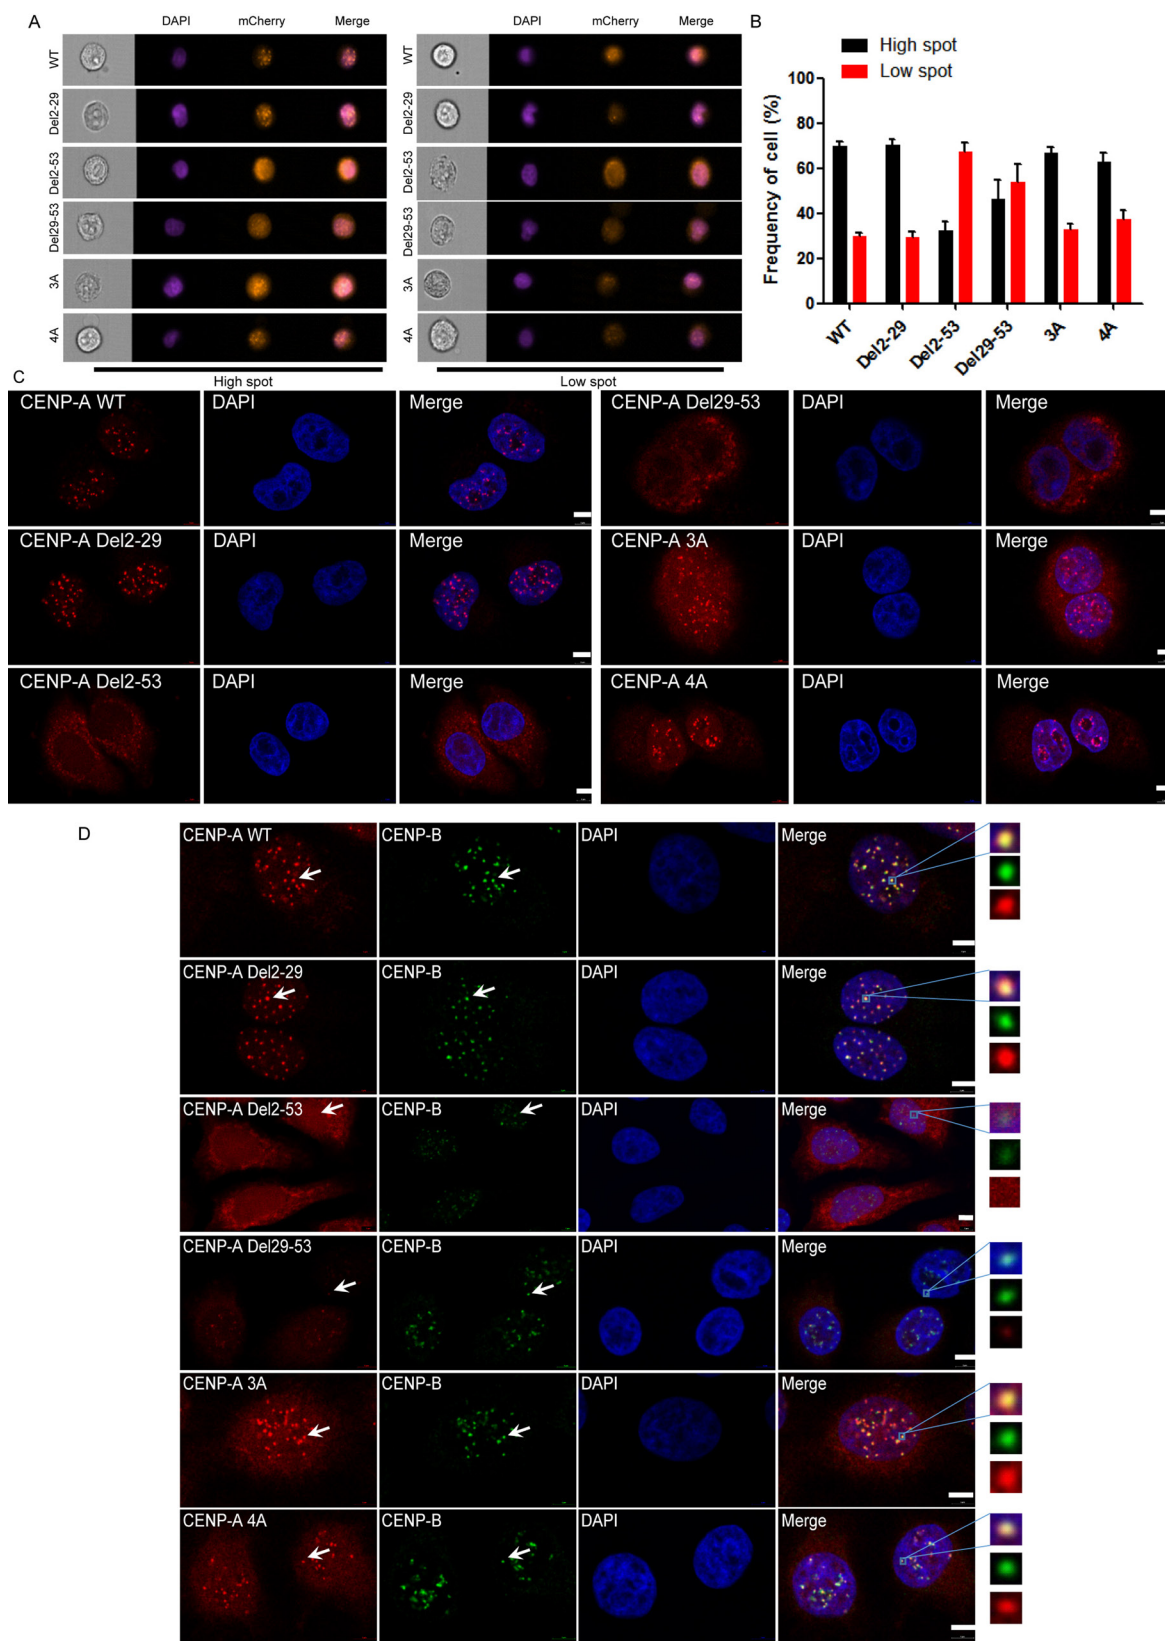 A
DAPI mCherry Merge
DAPI mCherry Merge
WT
Del2-29
Del2-53
Del29-53
3A
4A
High spot
WT
Del2-29
Del2-53
Del29-53
3A
4A
Low spot
B
High spot
Low spot
Frequency of cell (%)
100
80
60
40
20
0
WT
Del2-29
Del2-53
Del29-53
3A
4A
C
CENP-A WT DAPI Merge CENP-A Del29-53 DAPI Merge
CENP-A Del2-29 DAPI Merge CENP-A 3A DAPI Merge
CENP-A Del2-53 DAPI Merge CENP-A 4A DAPI Merge
D
CENP-A WT CENP-B DAPI Merge
CENP-A Del2-29 CENP-B DAPI Merge
CENP-A Del2-53 CENP-B DAPI Merge
CENP-A Del29-53 CENP-B DAPI Merge
CENP-A 3A CENP-B DAPI Merge
CENP-A 4A CENP-B DAPI Merge